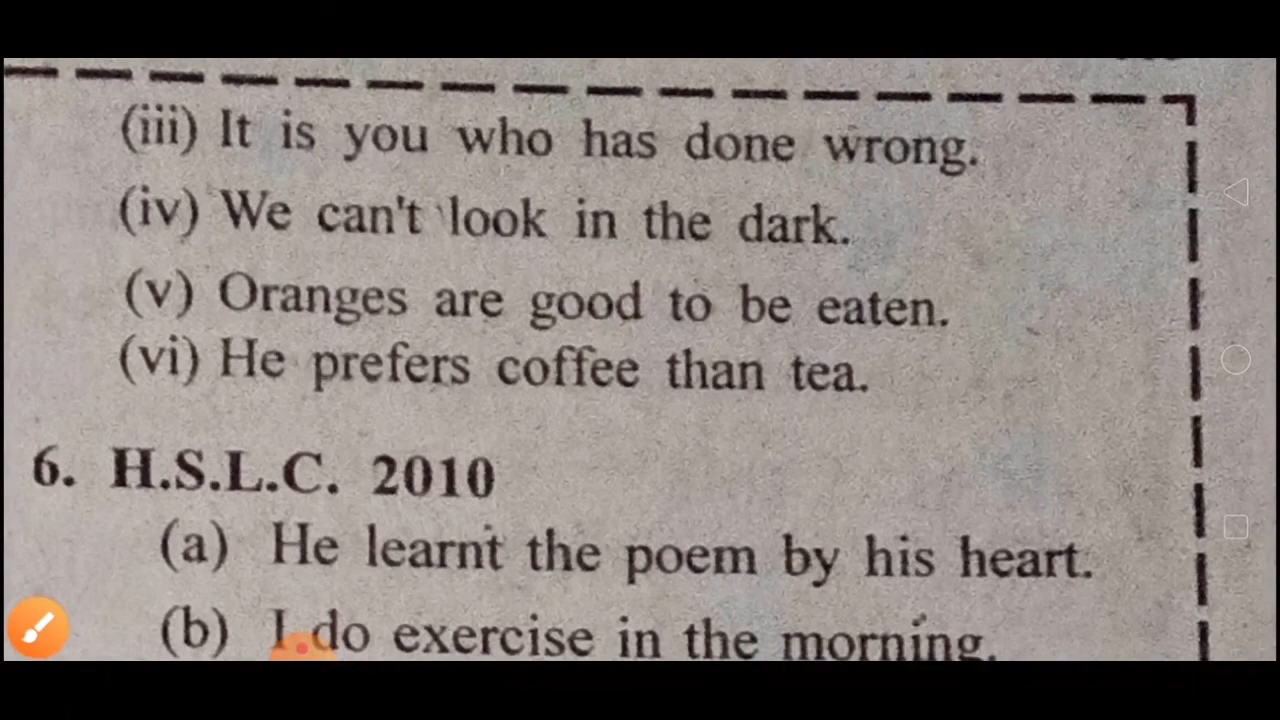 (iii) It is you who has done wrong.
(iv) We can't look in the dark.
(v) Oranges are good to be eaten.
(vi) He prefers coffee than tea.
6. H.S.L.C. 2010
(a) He learnt the poem by his heart.
(b) I do exercise in the morning.